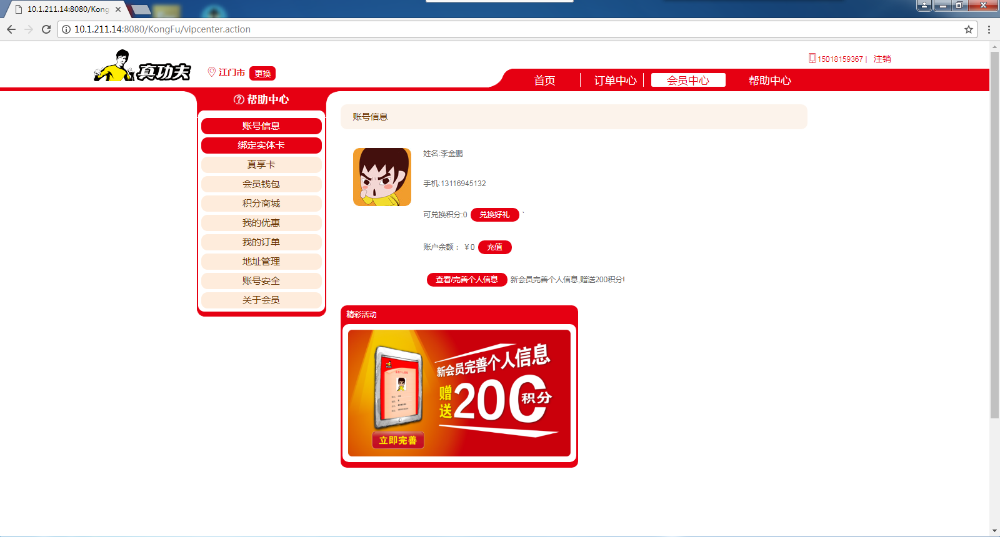 10.1.211.14:8080/Kong
10.1.211.14:8080/KongFu/vipcenter.action
真功夫
江门市
更换
15018159367 |
注销
首页
订单中心
会员中心
帮助中心
帮助中心
账号信息
绑定实体卡
真享卡
会员钱包
积分商城
我的优惠
我的订单
地址管理
账号安全
关于会员
账号信息
姓名:李金鹏
手机:13116945132
可兑换积分:0 兑换好礼 `
账户余额： ￥0 充值
查看/完善个人信息 新会员完善个人信息,赠送200积分!
精彩活动
新会员完善个人信息
赠送200积分
立即完善